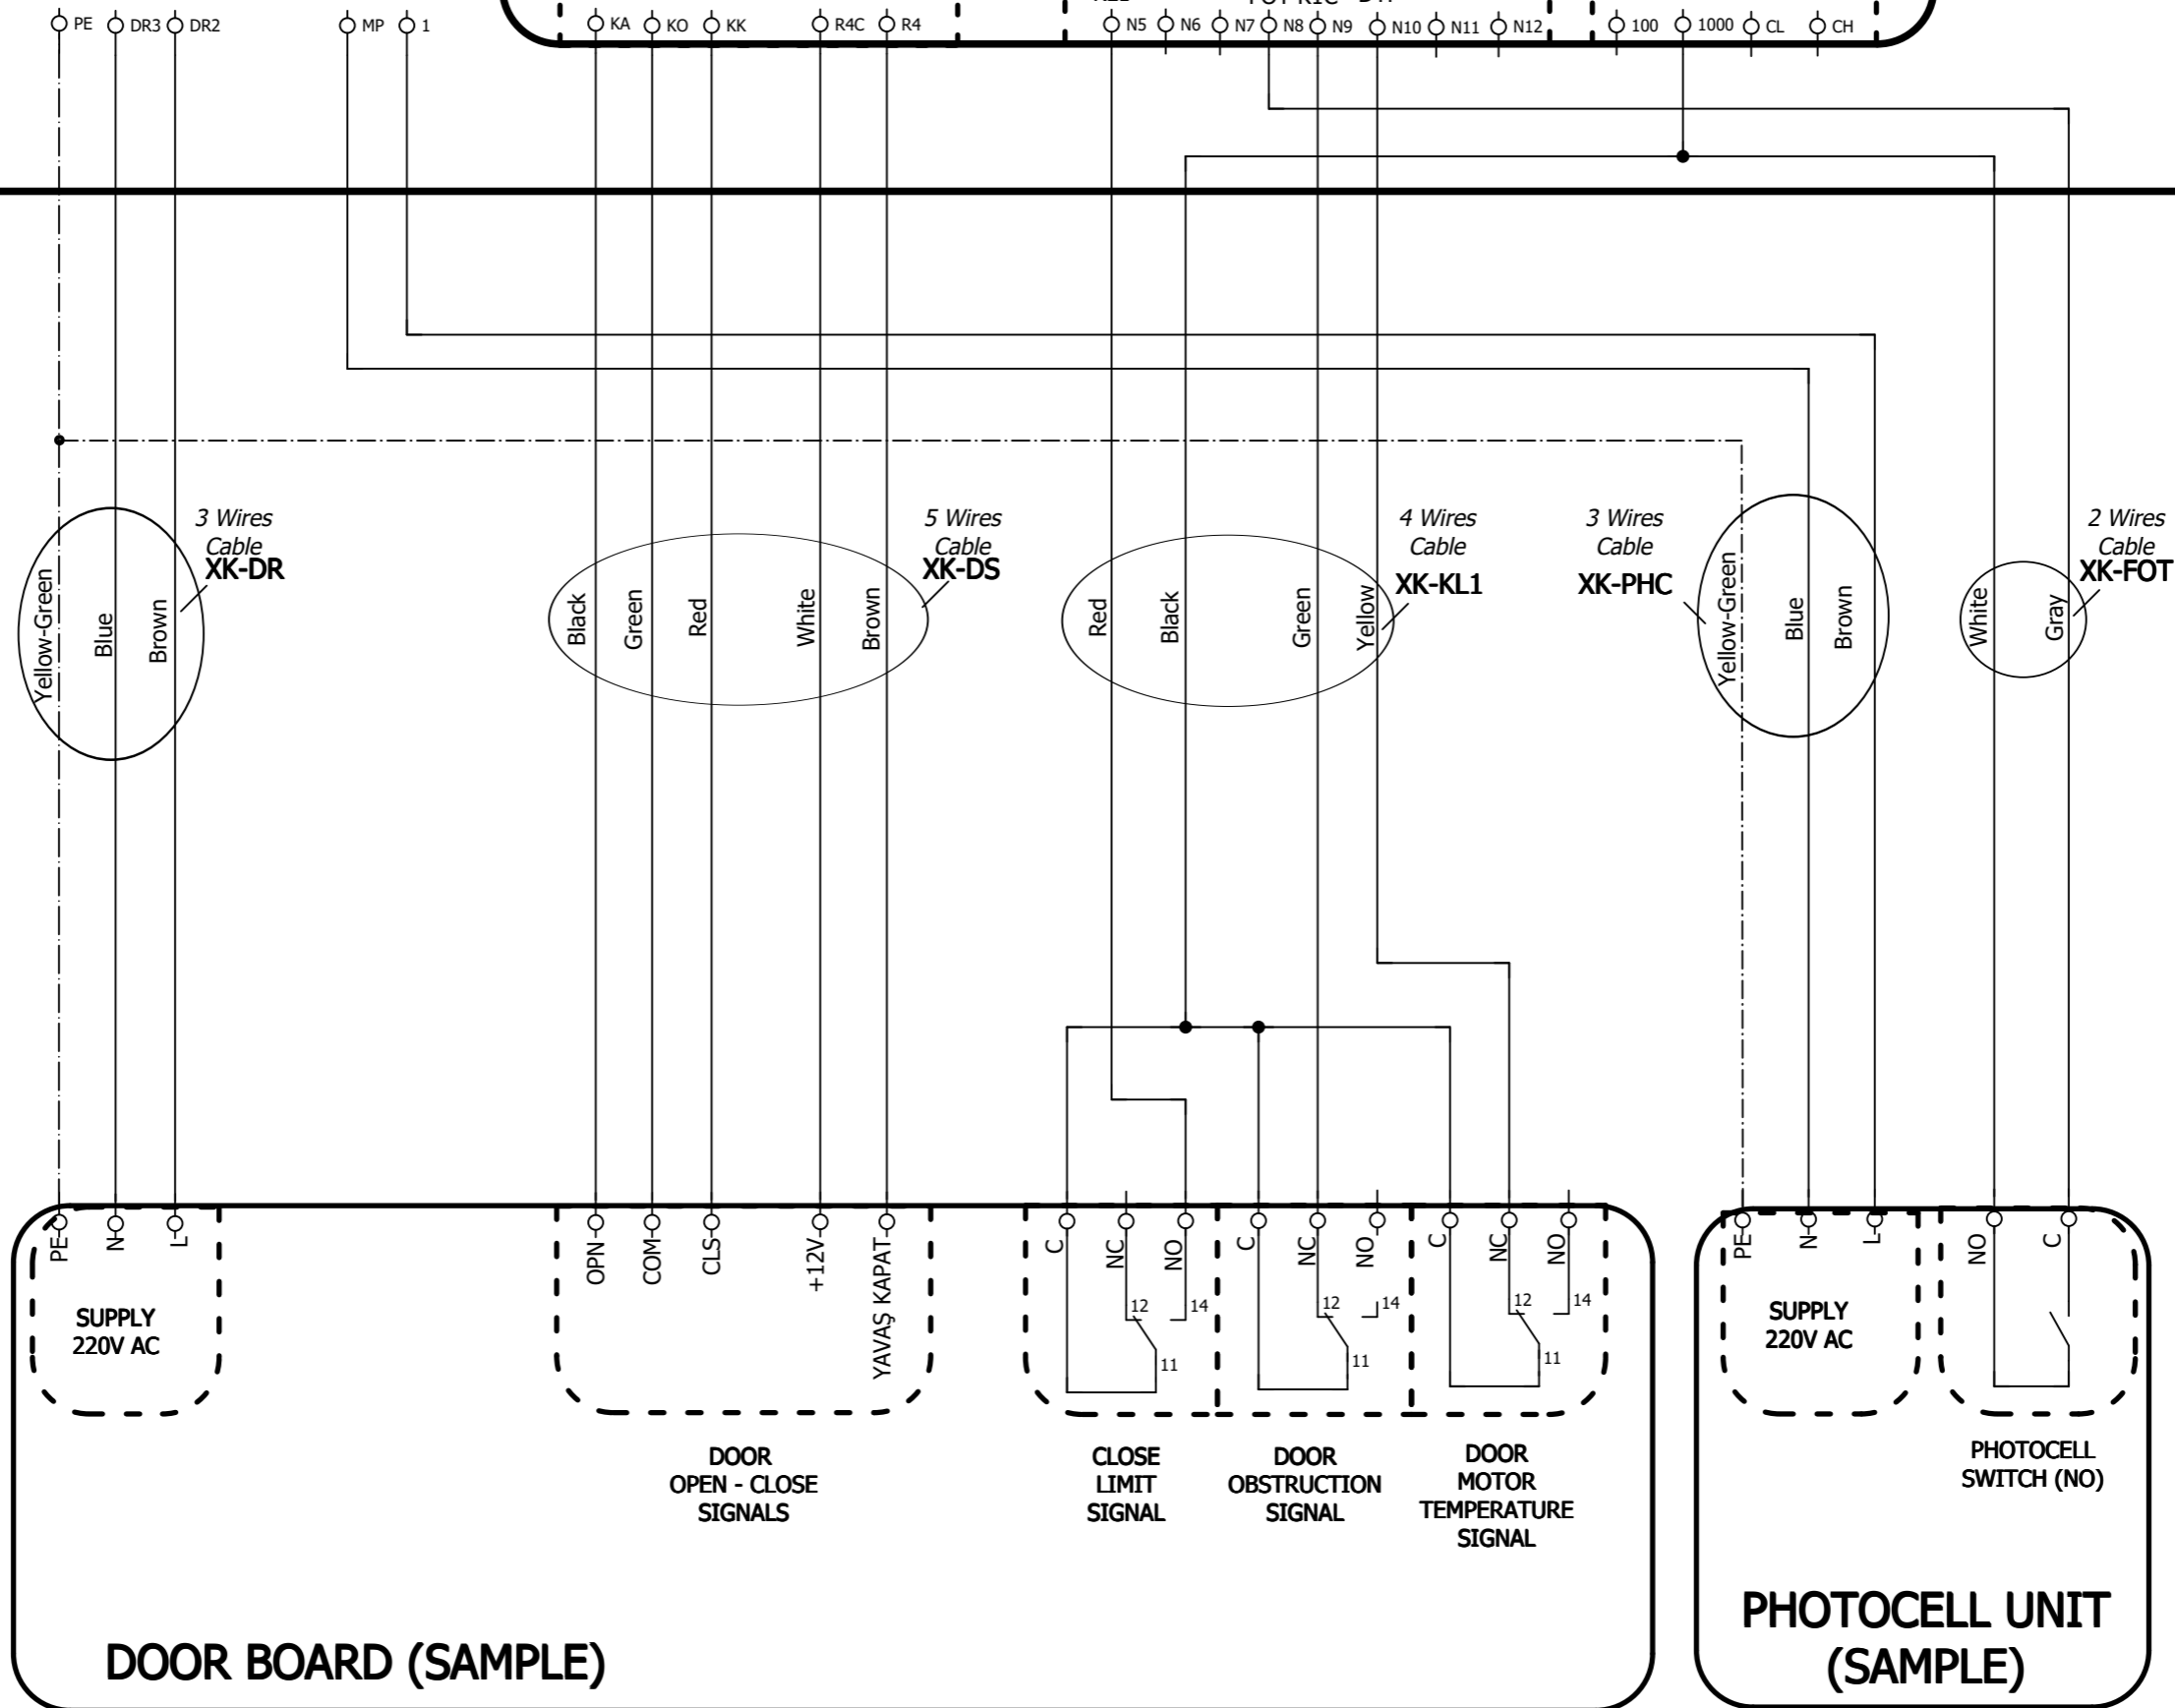 PE DR3 DR2 MP 1 KA KO KK R4C R4 N5 N6 N7 N8 N9 N10 N11 N12 100 1000 CL CH
3 Wires
Cable
XK-DR
5 Wires
Cable
XK-DS
4 Wires
Cable
XK-KL1
3 Wires
Cable
XK-PHC
2 Wires
Cable
XK-FOT
Yellow-Green
Blue
Brown
Black
Green
Red
White
Brown
Red
Black
Green
Yellow
Yellow-Green
Blue
Brown
White
Gray
PE
N
L
OPN
COM
CLS
+12V
YAVAŞ KAPAT
C
NC
NO
C
NC
NO
C
NC
NO
PE
N
L
NO
C
12 14
11
12 14
11
12 14
11
SUPPLY
220V AC
SUPPLY
220V AC
DOOR
OPEN - CLOSE
SIGNALS
CLOSE
LIMIT
SIGNAL
DOOR
OBSTRUCTION
SIGNAL
DOOR
MOTOR
TEMPERATURE
SIGNAL
PHOTOCELL
SWITCH (NO)
DOOR BOARD (SAMPLE)
PHOTOCELL UNIT
(SAMPLE)